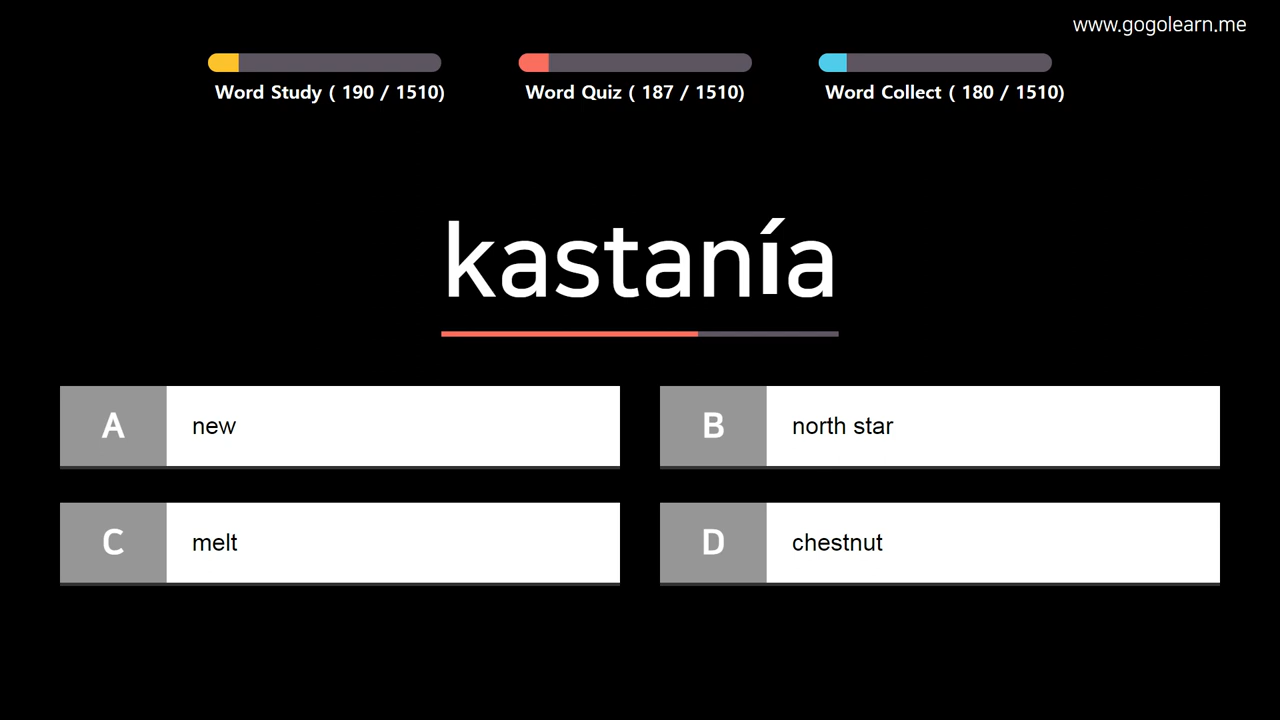 www.gogolearn.me
Word Study ( 190 / 1510)
Word Quiz ( 187 / 1510)
Word Collect ( 180 / 1510)
kastanía
A new
B north star
C melt
D chestnut